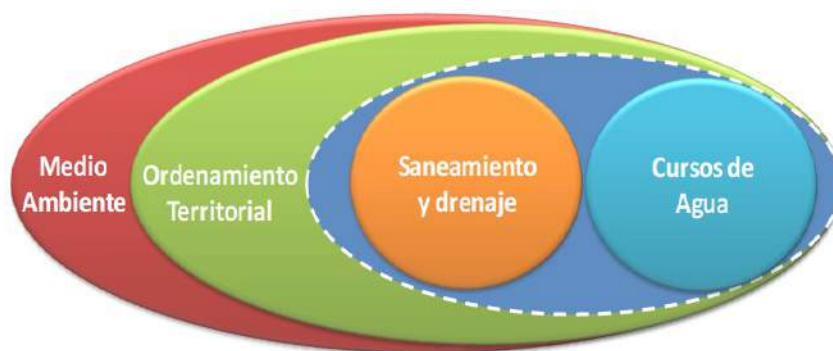 Medio
Ambiente
Ordenamiento
Territorial
Saneamiento
y drenaje
Cursos de
Agua